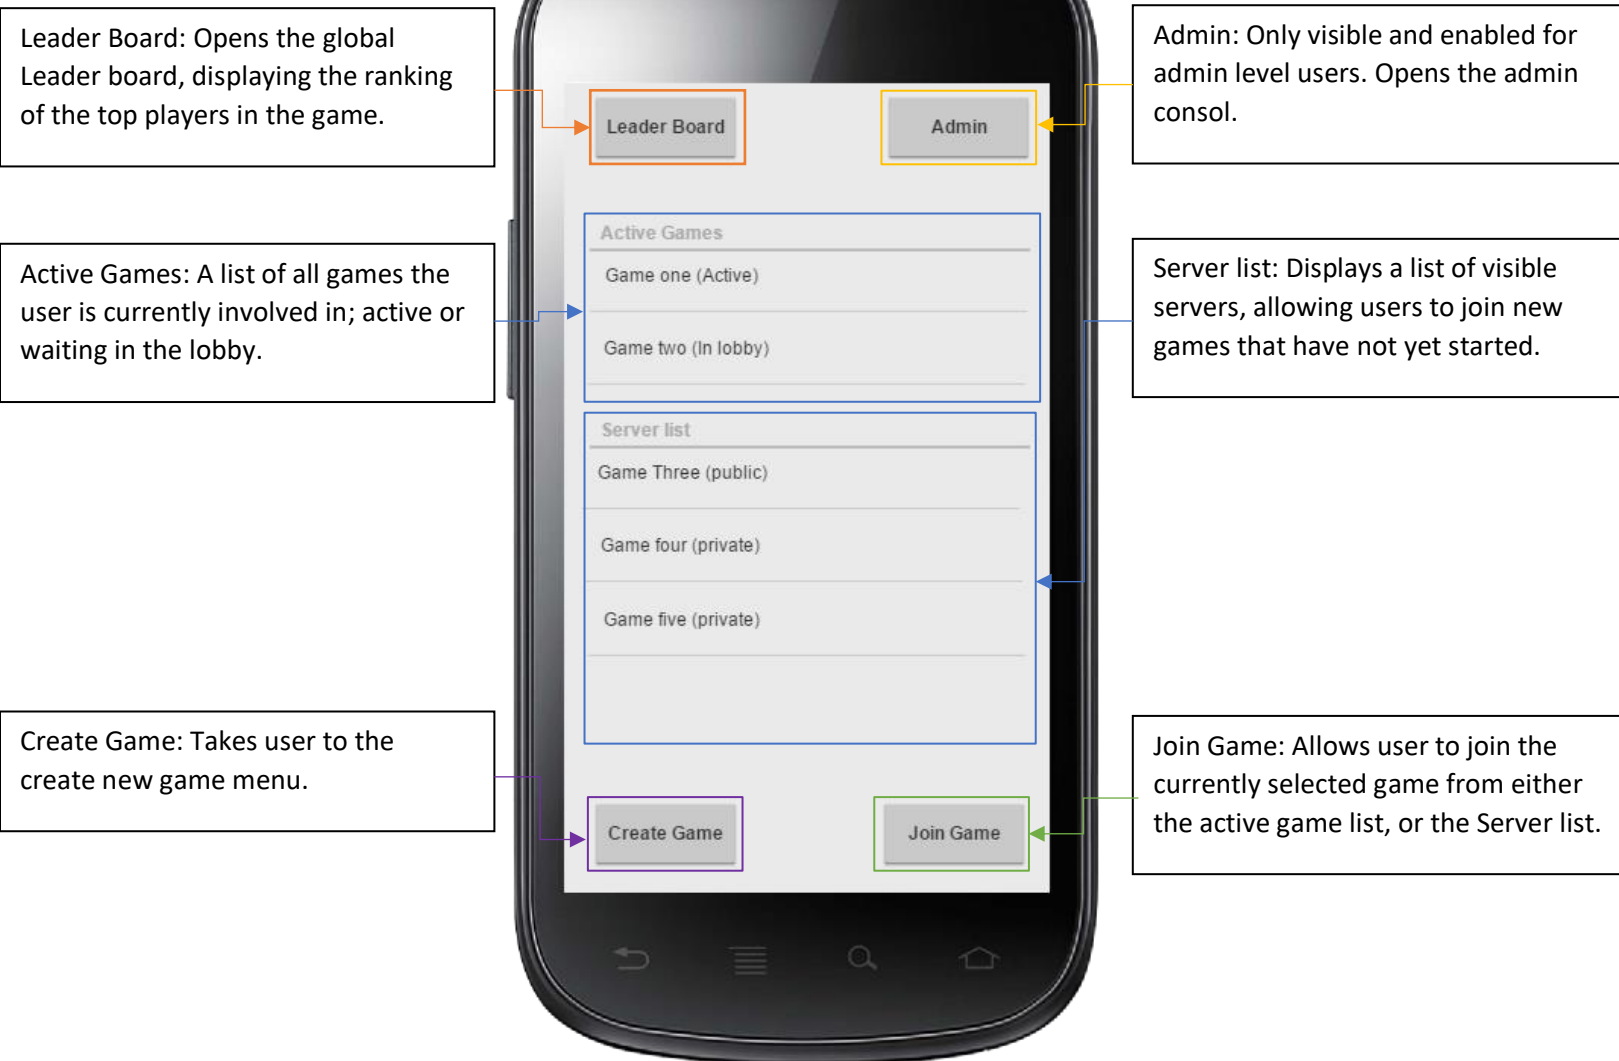 Leader Board: Opens the global
Leader board, displaying the ranking
of the top players in the game.
Admin: Only visible and enabled for
admin level users. Opens the admin
consol.
Leader Board
Admin
Active Games: A list of all games the
user is currently involved in; active or
waiting in the lobby.
Active Games
Game one (Active)
Game two (In lobby)
Server list: Displays a list of visible
servers, allowing users to join new
games that have not yet started.
Server list
Game Three (public)
Game four (private)
Game five (private)
Create Game: Takes user to the
create new game menu.
Create Game
Join Game
Join Game: Allows user to join the
currently selected game from either
the active game list, or the Server list.